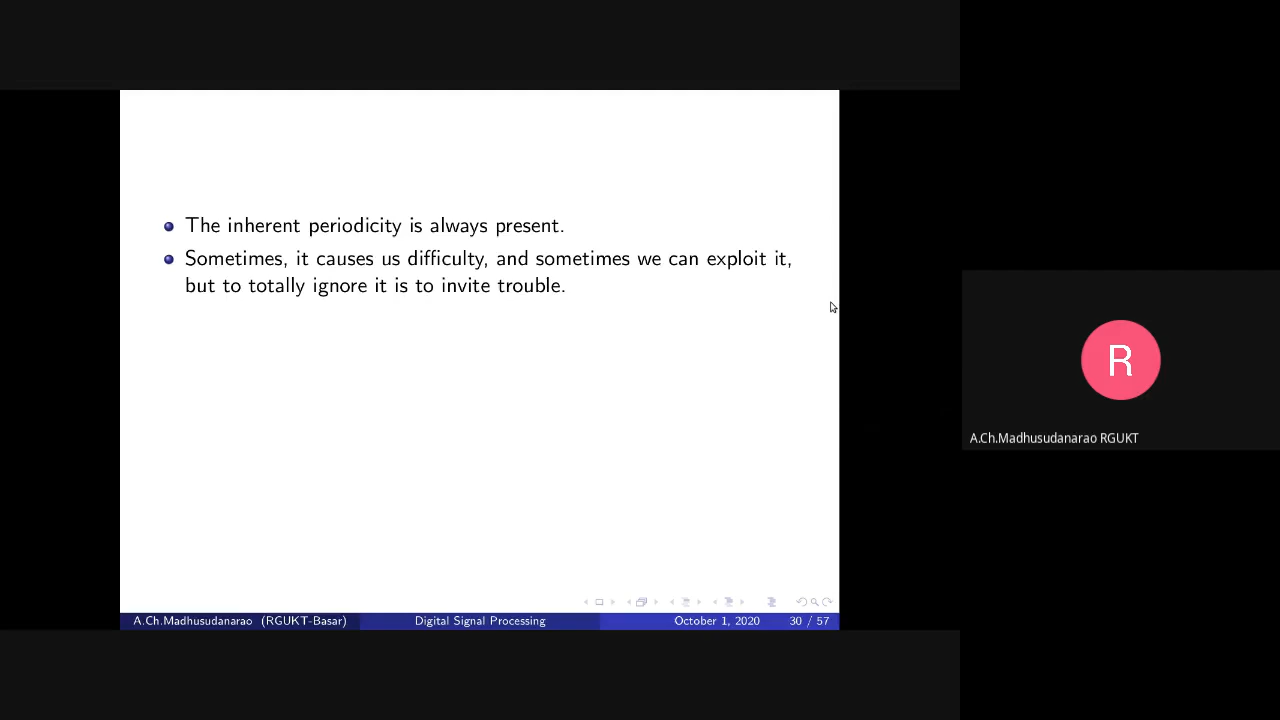 The inherent periodicity is always present.
Sometimes, it causes us difficulty, and sometimes we can exploit it,
but to totally ignore it is to invite trouble.
R
A.Ch.Madhusudanarao RGUKT
A.Ch.Madhusudanarao (RGUKT-Basar) Digital Signal Processing October 1, 2020 30 / 57